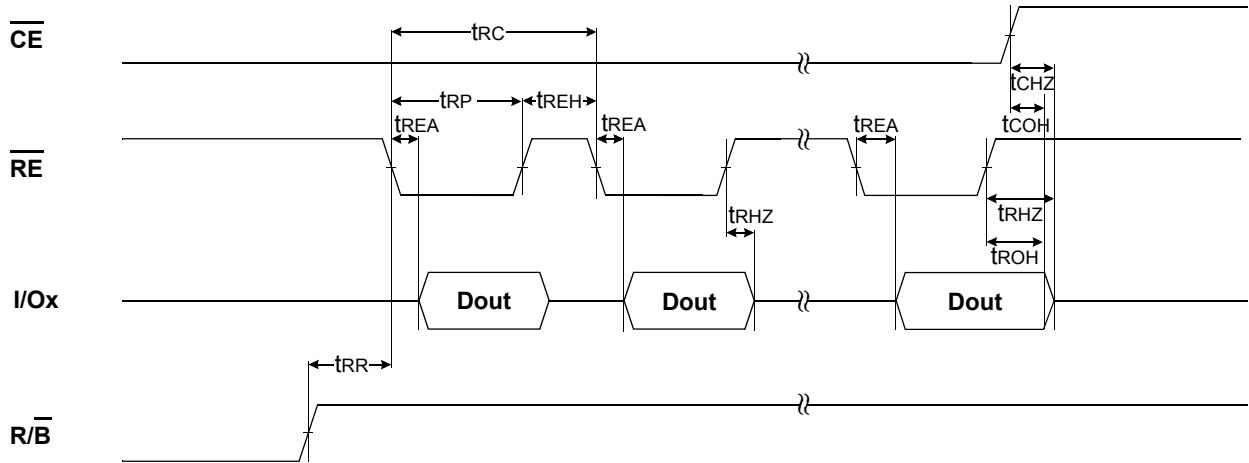 CE
tRC
tCHZ
tRP
tREH
tCOH
tREA
tREA
tREA
RE
tRHZ
tRHZ
tROH
I/Ox
Dout
Dout
Dout
tRR
R/B